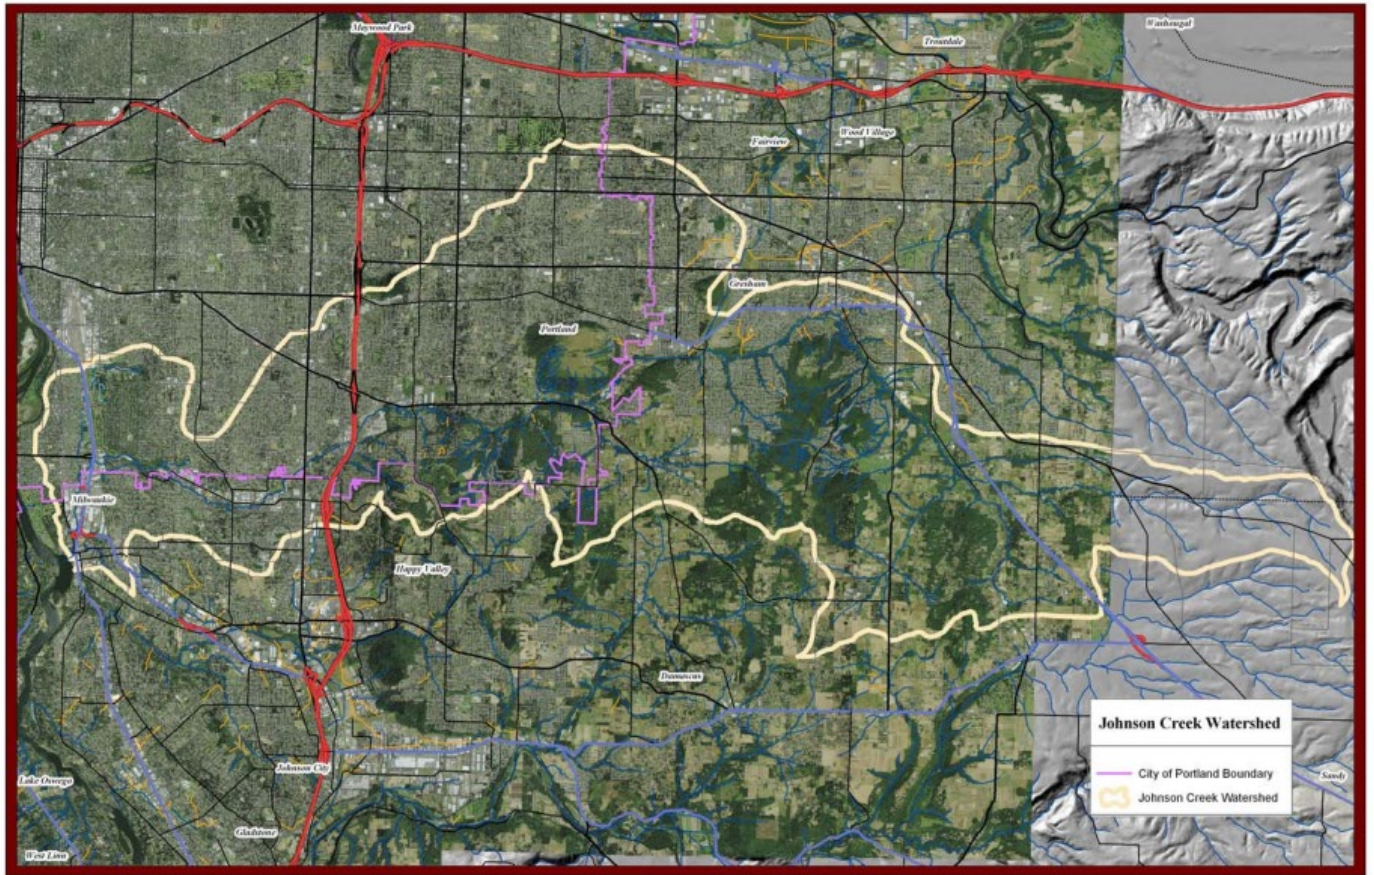 Maywood Park
Washougal
Troutdale
Wood Village
Fairview
Gresham
Portland
Milwaukie
Happy Valley
Damascus
Johnson Creek Watershed
City of Portland Boundary
Johnson Creek Watershed
Johnson City
Sandy
Lake Oswego
Gladstone
West Linn